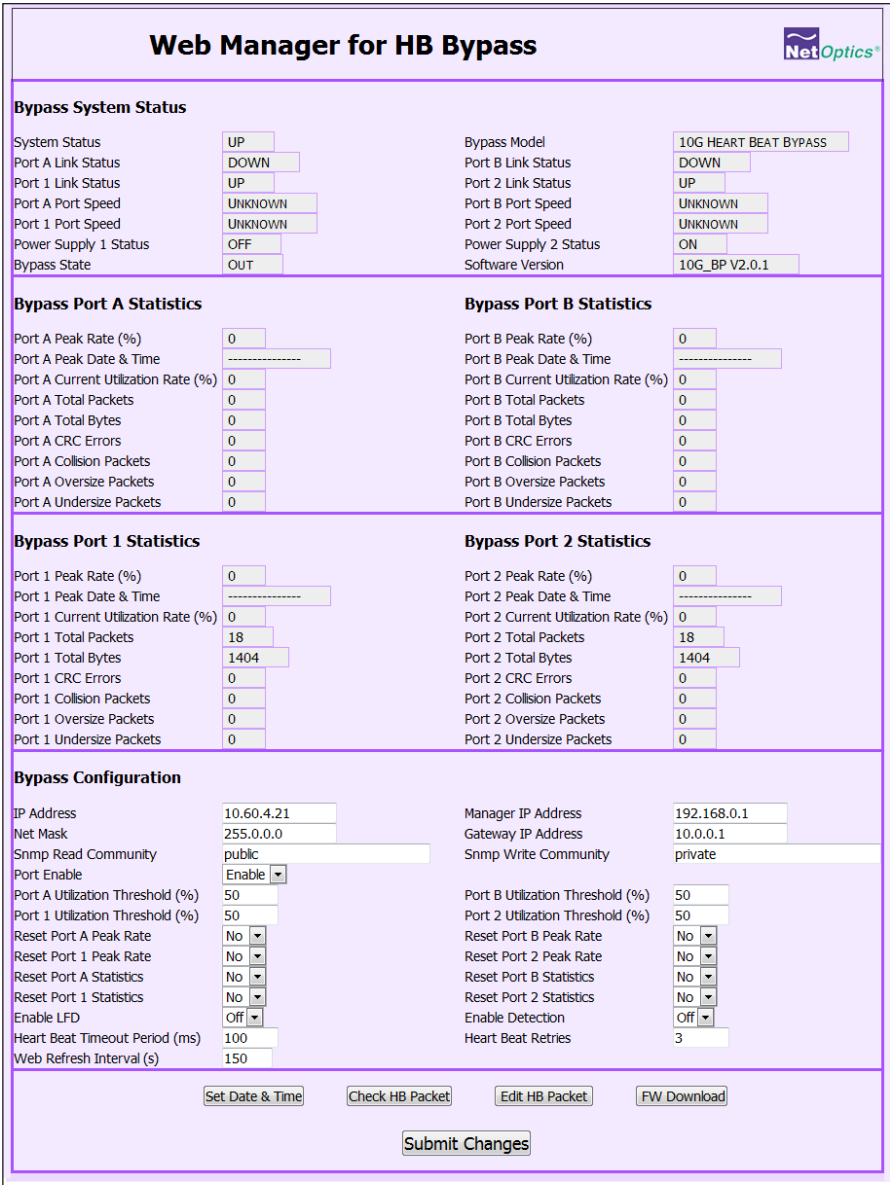 Web Manager for HB Bypass
NetOptics®
Bypass System Status
System Status UP Bypass Model 10G HEART BEAT BYPASS
Port A Link Status DOWN Port B Link Status DOWN
Port 1 Link Status UP Port 2 Link Status UP
Port A Port Speed UNKNOWN Port B Port Speed UNKNOWN
Port 1 Port Speed UNKNOWN Port 2 Port Speed UNKNOWN
Power Supply 1 Status OFF Power Supply 2 Status ON
Bypass State OUT Software Version 10G_BP V2.0.1
Bypass Port A Statistics Bypass Port B Statistics
Port A Peak Rate (%) 0 Port B Peak Rate (%) 0
Port A Peak Date & Time --------------- Port B Peak Date & Time ---------------
Port A Current Utilization Rate (%) 0 Port B Current Utilization Rate (%) 0
Port A Total Packets 0 Port B Total Packets 0
Port A Total Bytes 0 Port B Total Bytes 0
Port A CRC Errors 0 Port B CRC Errors 0
Port A Collision Packets 0 Port B Collision Packets 0
Port A Oversize Packets 0 Port B Oversize Packets 0
Port A Undersize Packets 0 Port B Undersize Packets 0
Bypass Port 1 Statistics Bypass Port 2 Statistics
Port 1 Peak Rate (%) 0 Port 2 Peak Rate (%) 0
Port 1 Peak Date & Time --------------- Port 2 Peak Date & Time ---------------
Port 1 Current Utilization Rate (%) 0 Port 2 Current Utilization Rate (%) 0
Port 1 Total Packets 18 Port 2 Total Packets 18
Port 1 Total Bytes 1404 Port 2 Total Bytes 1404
Port 1 CRC Errors 0 Port 2 CRC Errors 0
Port 1 Collision Packets 0 Port 2 Collision Packets 0
Port 1 Oversize Packets 0 Port 2 Oversize Packets 0
Port 1 Undersize Packets 0 Port 2 Undersize Packets 0
Bypass Configuration
IP Address 10.60.4.21 Manager IP Address 192.168.0.1
Net Mask 255.0.0.0 Gateway IP Address 10.0.0.1
Snmp Read Community public Snmp Write Community private
Port Enable Enable
Port A Utilization Threshold (%) 50 Port B Utilization Threshold (%) 50
Port 1 Utilization Threshold (%) 50 Port 2 Utilization Threshold (%) 50
Reset Port A Peak Rate No Reset Port B Peak Rate No
Reset Port 1 Peak Rate No Reset Port 2 Peak Rate No
Reset Port A Statistics No Reset Port B Statistics No
Reset Port 1 Statistics No Reset Port 2 Statistics No
Enable LFD Off Enable Detection Off
Heart Beat Timeout Period (ms) 100 Heart Beat Retries 3
Web Refresh Interval (s) 150
Set Date & Time Check HB Packet Edit HB Packet FW Download
Submit Changes